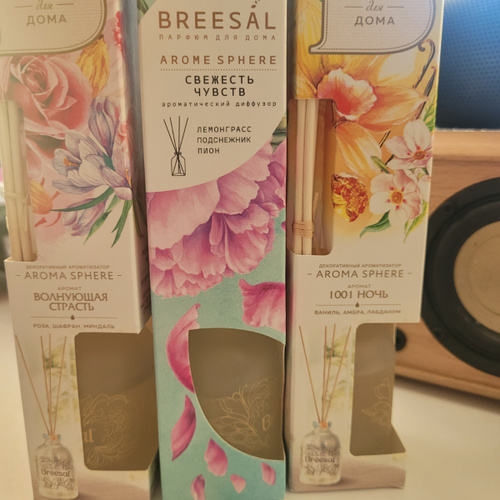 для
ДОМА
ДЕКОРАТИВНЫЙ АРОМАТИЗАТОР
- AROMA SPHERE -
АРОМАТ
ВОЛНУЮЩАЯ
СТРАСТЬ
РОЗА, ШАФРАН, МИНДАЛЬ
Breesal
BREESAL
ПАРФЮМ ДЛЯ ДОМА
AROME SPHERE
СВЕЖЕСТЬ
ЧУВСТВ
ароматический диффузор
ЛЕМОНГРАСС
ПОДСНЕЖНИК
ПИОН
для
ДОМА
ДЕКОРАТИВНЫЙ АРОМАТИЗАТОР
- AROMA SPHERE -
АРОМАТ
1001 НОЧЬ
ВАНИЛЬ, АМБРА, ЛАБДАНУМ
Breesal